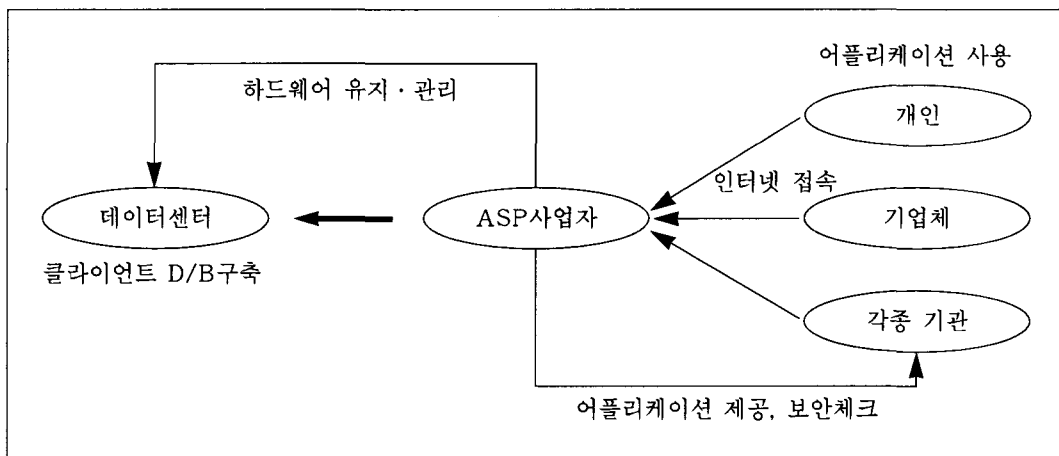 어플리케이션 사용
하드웨어 유지 · 관리
개인
인터넷 접속
데이터센터
ASP사업자
기업체
클라이언트 D/B구축
각종 기관
어플리케이션 제공, 보안체크